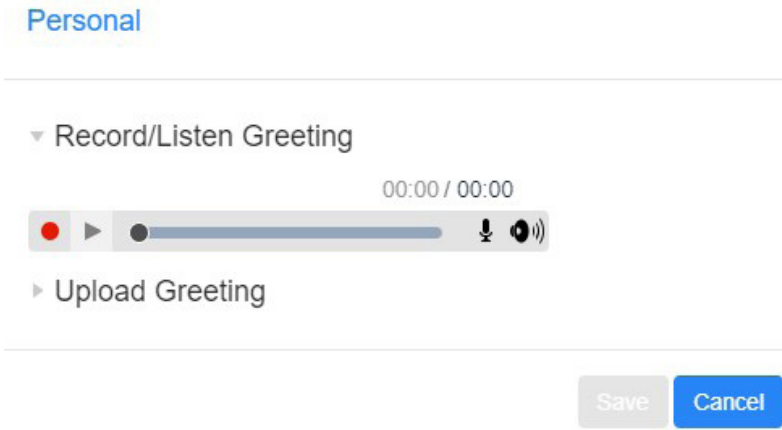 Personal
Record/Listen Greeting
00:00 / 00:00
Upload Greeting
Save Cancel